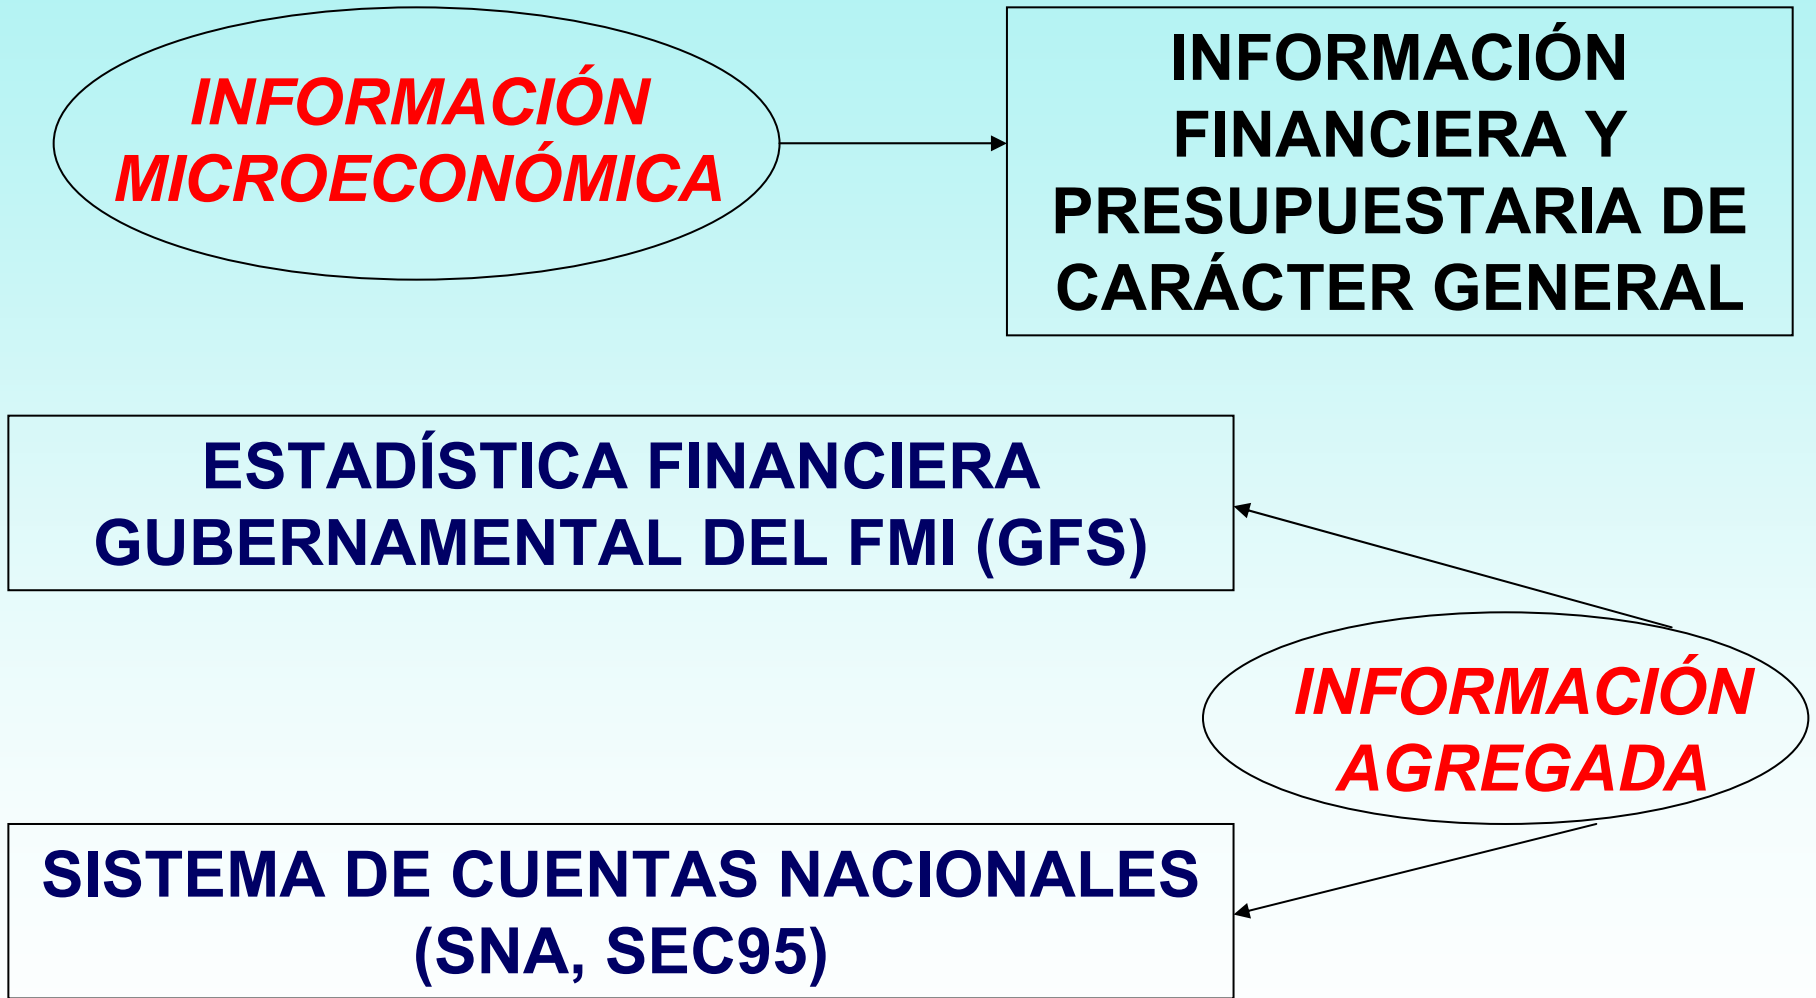 INFORMACIÓN
MICROECONÓMICA
INFORMACIÓN
FINANCIERA Y
PRESUPUESTARIA DE
CARÁCTER GENERAL
ESTADÍSTICA FINANCIERA
GUBERNAMENTAL DEL FMI (GFS)
INFORMACIÓN
AGREGADA
SISTEMA DE CUENTAS NACIONALES
(SNA, SEC95)